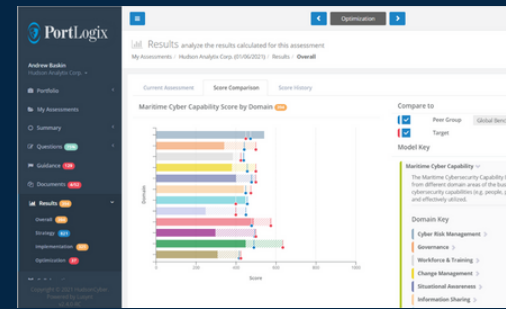 PortLogix
Andrew Baskin
Hudson Analytix Corp.
Portfolio
My Assessments
Summary
Questions
Guidance
Documents
Results
Overall
Strategy
Implementation
Optimization
Optimization
Results analyze the results calculated for this assessment
My Assessments / Hudson Analytix Corp. (01/06/2021) / Results / Overall
Current Assessment
Score Comparison
Score History
Maritime Cyber Capability Score by Domain
Domain
0
200
400
600
800
1000
Score
Compare to
Peer Group
Global Benc
Target
Model Key
Maritime Cyber Capability
The Maritime Cybersecurity Capability
from different domain areas of the bus
cybersecurity capabilities (e.g. people, p
and effectively utilized.
Domain Key
Cyber Risk Management >
Governance >
Workforce & Training >
Change Management >
Situational Awareness >
Information Sharing >